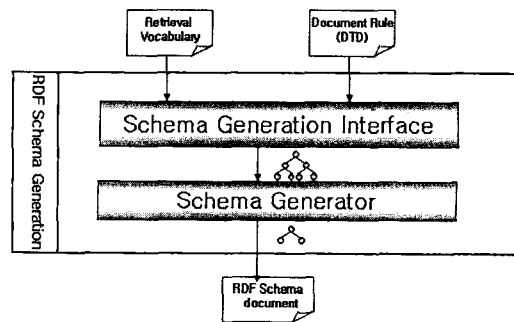 Retrieval
Vocabulary
Document Rule
(DTD)
RDF Schema Generation
Schema Generation Interface
Schema Generator
RDF Schema
document